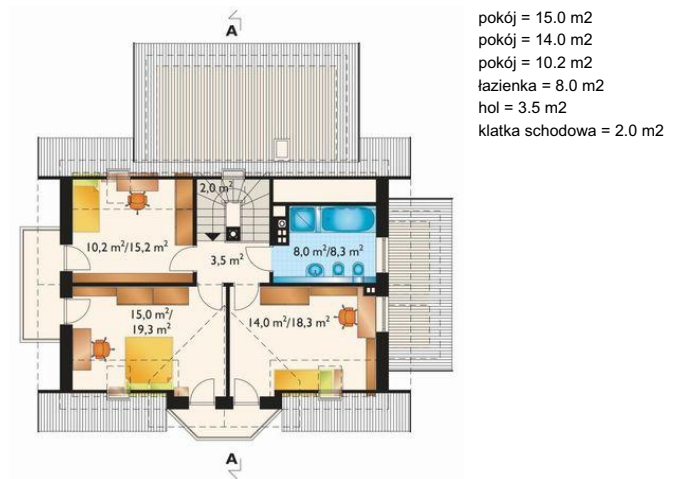 A
pokój = 15.0 m2
pokój = 14.0 m2
pokój = 10.2 m2
łazienka = 8.0 m2
hol = 3.5 m2
klatka schodowa = 2.0 m2
2,0 m²
10,2 m²/15,2 m²
3,5 m²
8,0 m²/8,3 m²
15,0 m²/
19,3 m²
14,0 m²/18,3 m²
A